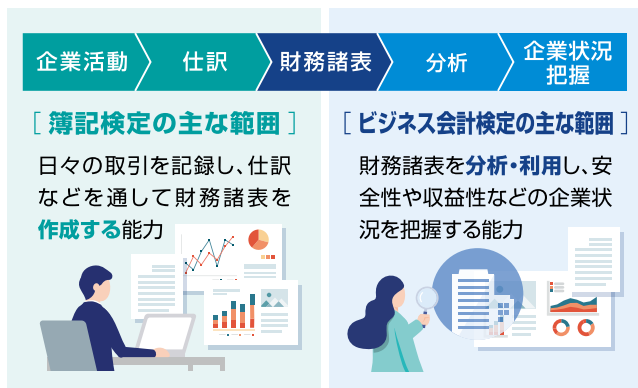 企業活動
仕訳
財務諸表
分析
企業状況
把握
[ 簿記検定の主な範囲 ]
日々の取引を記録し、仕訳
などを通して財務諸表を
作成する能力
[ ビジネス会計検定の主な範囲 ]
財務諸表を分析・利用し、安
全性や収益性などの企業状
況を把握する能力